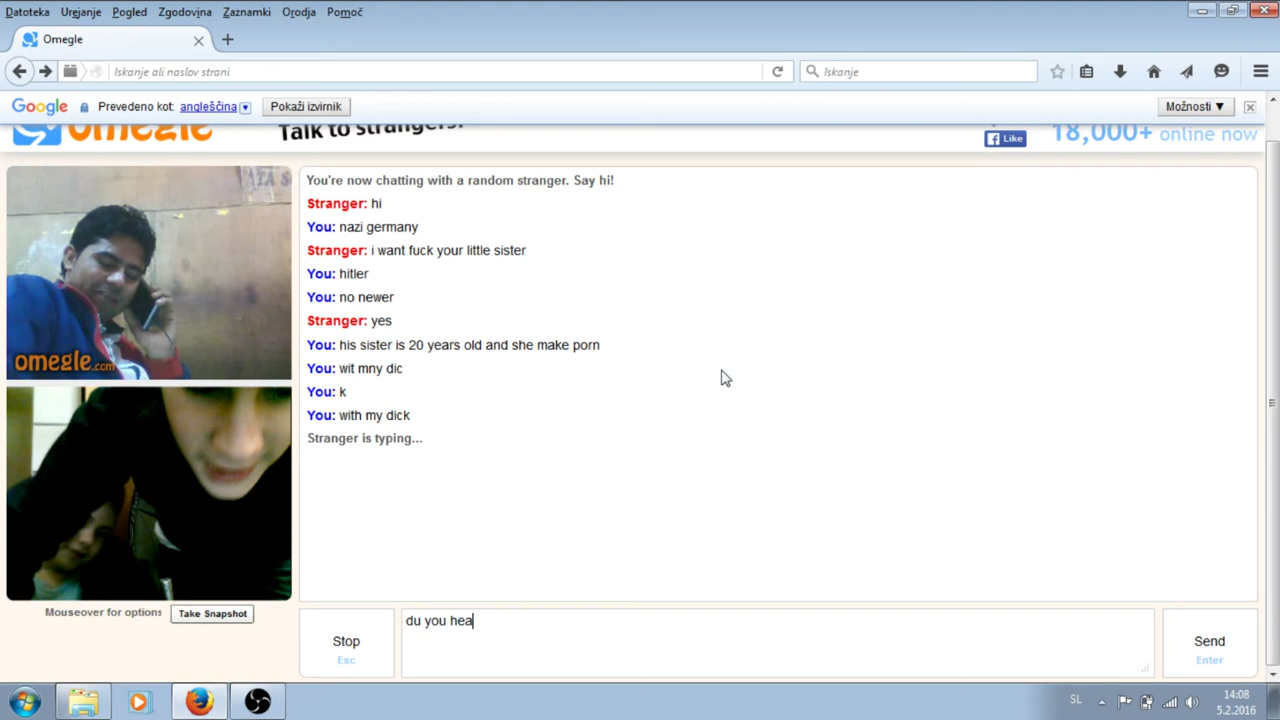 Datoteka Urejanje Pogled Zgodovina Zaznamki Orodja Pomoč
Omegle
Iskanje ali naslov strani
Iskanje
Google Prevedeno kot: angleščina Pokaži izvirnik Možnosti ▼
omegle Talk to strangers! 18,000+ online now
Like
You're now chatting with a random stranger. Say hi!
Stranger: hi
You: nazi germany
Stranger: i want fuck your little sister
You: hitler
You: no newer
Stranger: yes
You: his sister is 20 years old and she make porn
You: wit mny dic
You: k
You: with my dick
Stranger is typing...
omegle.com
Mouseover for options Take Snapshot
Stop
Esc
du you hea
Send
Enter
SL
14:08
5.2.2016